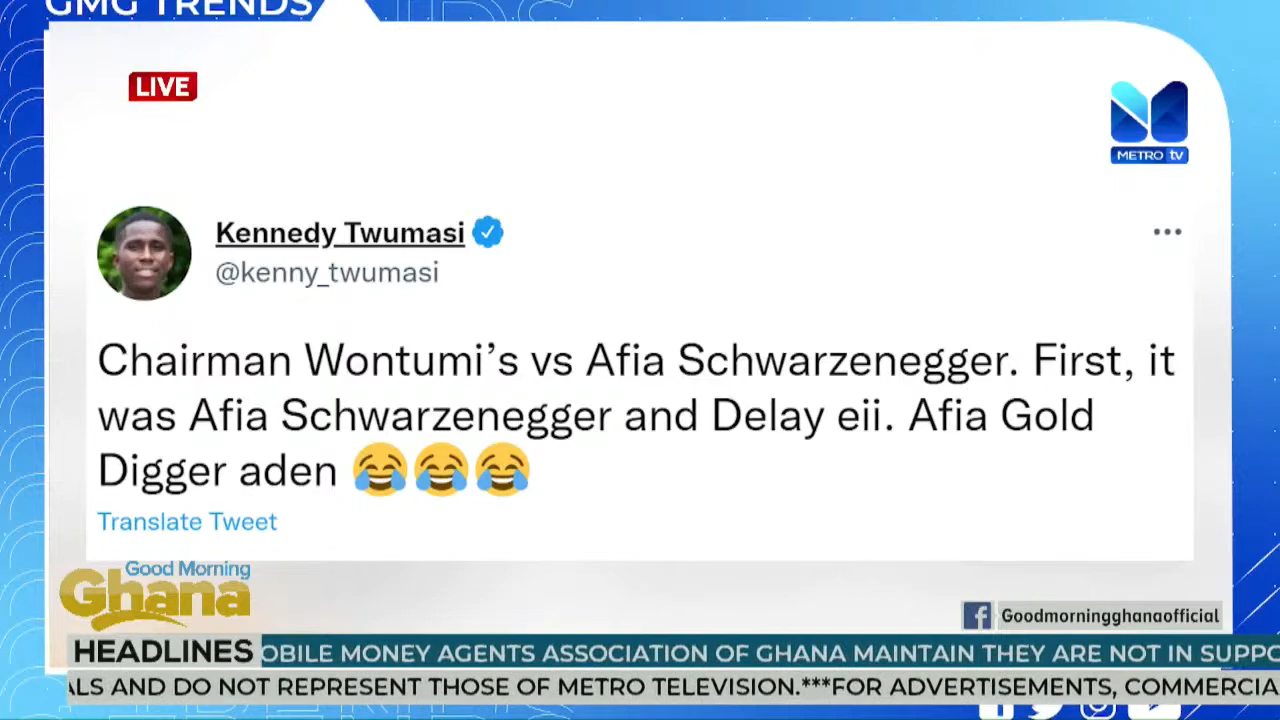 GMG TRENDS
LIVE
METRO tv
Kennedy Twumasi
@kenny_twumasi
Chairman Wontumi’s vs Afia Schwarzenegger. First, it
was Afia Schwarzenegger and Delay eii. Afia Gold
Digger aden 😂😂😂
Translate Tweet
Good Morning
Ghana
Goodmorningghanaofficial
HEADLINES
OBILE MONEY AGENTS ASSOCIATION OF GHANA MAINTAIN THEY ARE NOT IN SUPPO
ALS AND DO NOT REPRESENT THOSE OF METRO TELEVISION.***FOR ADVERTISEMENTS, COMMERCIA